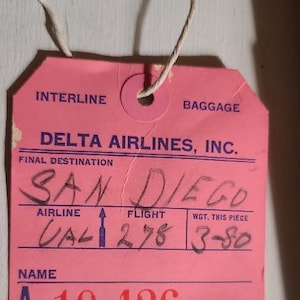 INTERLINE BAGGAGE
DELTA AIRLINES, INC.
FINAL DESTINATION
SAN DIEGO
AIRLINE FLIGHT WGT. THIS PIECE
UAL 278 3-80
NAME